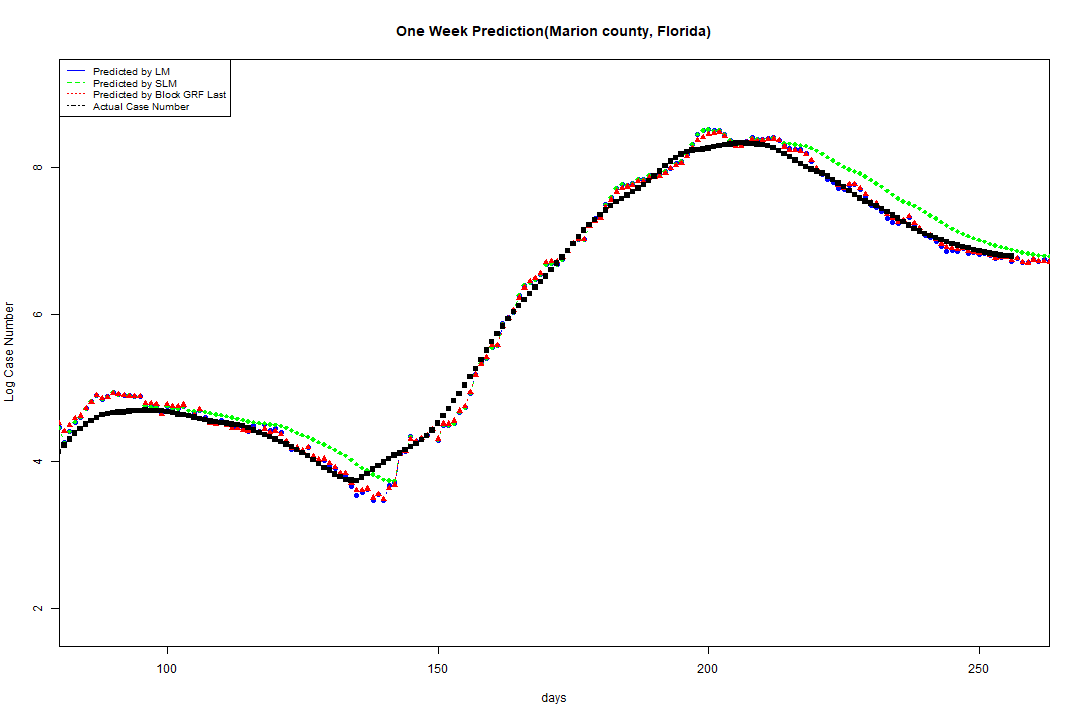 One Week Prediction(Marion county, Florida)
Predicted by LM
Predicted by SLM
Predicted by Block GRF Last
Actual Case Number
8
6
4
2
Log Case Number
100 150 200 250
days